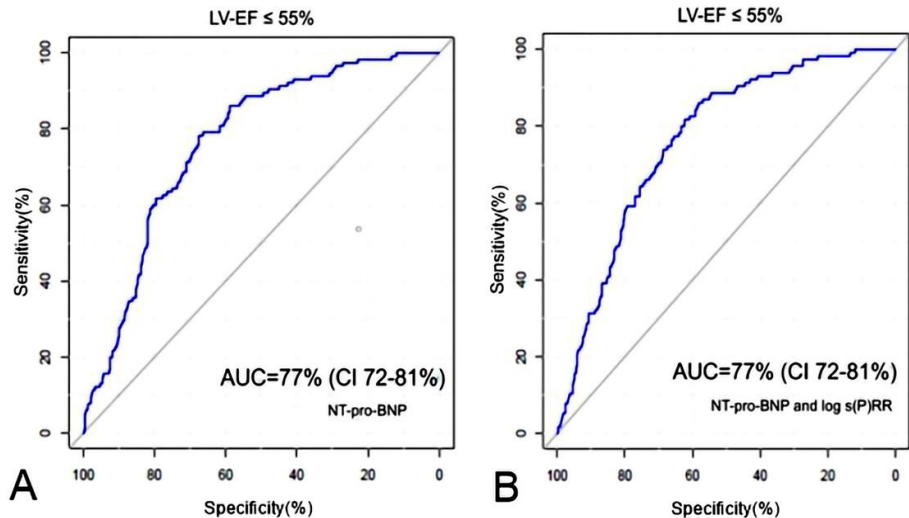 LV-EF ≤ 55%
Sensitivity(%)
100
80
60
40
20
0
AUC=77% (CI 72-81%)
NT-pro-BNP
100 80 60 40 20 0
Specificity(%)
A
LV-EF ≤ 55%
Sensitivity(%)
100
80
60
40
20
0
AUC=77% (CI 72-81%)
NT-pro-BNP and log s(P)RR
100 80 60 40 20 0
Specificity(%)
B